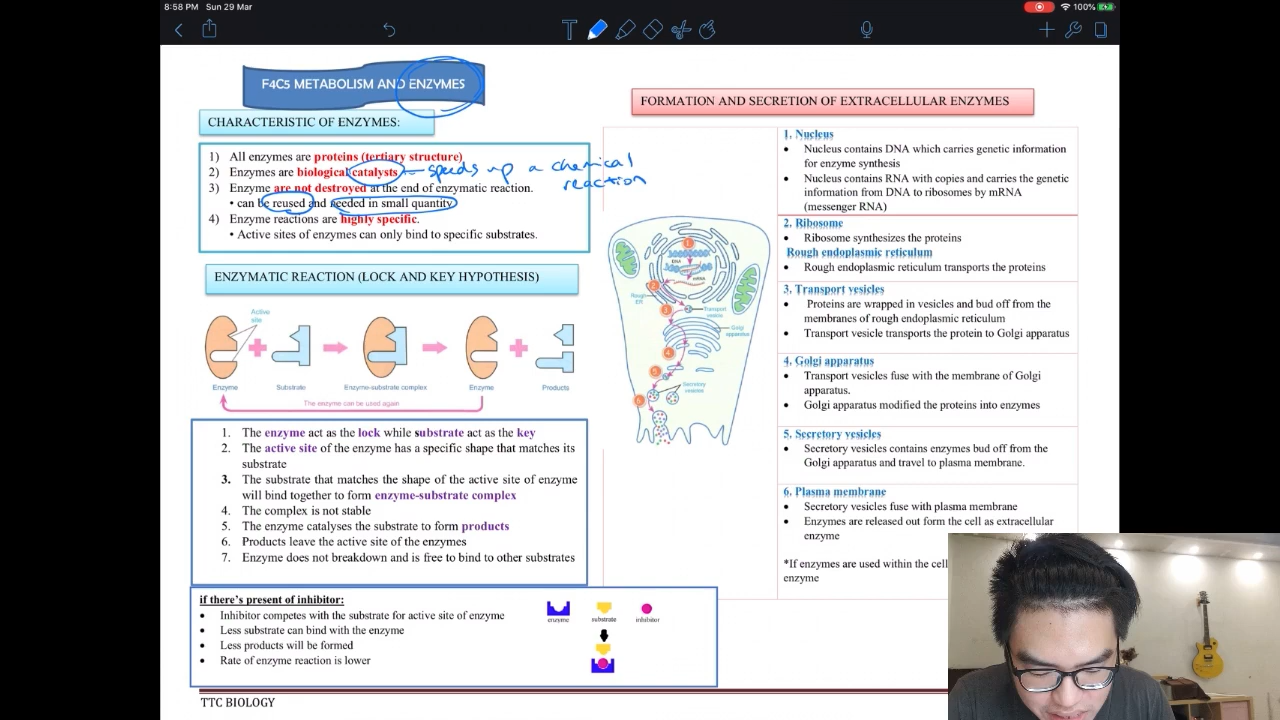 8:58 PM Sun 29 Mar
100%
F4C5 METABOLISM AND ENZYMES
CHARACTERISTIC OF ENZYMES:
1) All enzymes are proteins (tertiary structure)
2) Enzymes are biological catalysts
speeds up a chemical
reaction
3) Enzyme are not destroyed at the end of enzymatic reaction.
• can be reused and needed in small quantity
4) Enzyme reactions are highly specific.
• Active sites of enzymes can only bind to specific substrates.
ENZYMATIC REACTION (LOCK AND KEY HYPOTHESIS)
Active
site
Enzyme
Substrate
Enzyme-substrate complex
Enzyme
Products
The enzyme can be used again
1. The enzyme act as the lock while substrate act as the key
2. The active site of the enzyme has a specific shape that matches its
substrate
3. The substrate that matches the shape of the active site of enzyme
will bind together to form enzyme-substrate complex
4. The complex is not stable
5. The enzyme catalyses the substrate to form products
6. Products leave the active site of the enzymes
7. Enzyme does not breakdown and is free to bind to other substrates
if there's present of inhibitor:
• Inhibitor competes with the substrate for active site of enzyme
• Less substrate can bind with the enzyme
• Less products will be formed
• Rate of enzyme reaction is lower
enzyme
substrate
inhibitor
FORMATION AND SECRETION OF EXTRACELLULAR ENZYMES
1
DNA
mRNA
2
Rough
ER
3
Transport
vesicle
Golgi
apparatus
4
5
Secretory
vesicles
6
1. Nucleus
• Nucleus contains DNA which carries genetic information
for enzyme synthesis
• Nucleus contains RNA with copies and carries the genetic
information from DNA to ribosomes by mRNA
(messenger RNA)
2. Ribosome
• Ribosome synthesizes the proteins
Rough endoplasmic reticulum
• Rough endoplasmic reticulum transports the proteins
3. Transport vesicles
• Proteins are wrapped in vesicles and bud off from the
membranes of rough endoplasmic reticulum
• Transport vesicle transports the protein to Golgi apparatus
4. Golgi apparatus
• Transport vesicles fuse with the membrane of Golgi
apparatus.
• Golgi apparatus modified the proteins into enzymes
5. Secretory vesicles
• Secretory vesicles contains enzymes bud off from the
Golgi apparatus and travel to plasma membrane.
6. Plasma membrane
• Secretory vesicles fuse with plasma membrane
• Enzymes are released out form the cell as extracellular
enzyme
*If enzymes are used within the cell
enzyme
TTC BIOLOGY